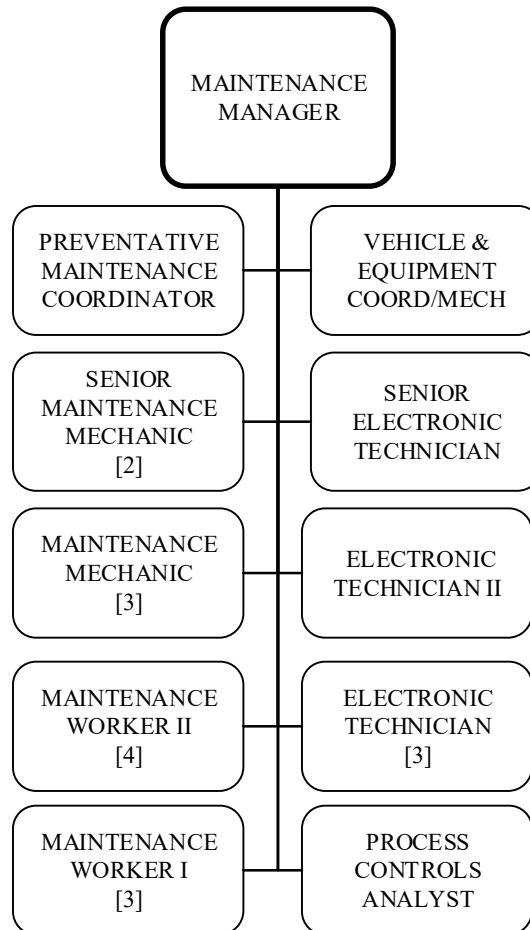 MAINTENANCE
MANAGER
PREVENTATIVE
MAINTENANCE
COORDINATOR
VEHICLE &
EQUIPMENT
COORD/MECH
SENIOR
MAINTENANCE
MECHANIC
[2]
SENIOR
ELECTRONIC
TECHNICIAN
MAINTENANCE
MECHANIC
[3]
ELECTRONIC
TECHNICIAN II
MAINTENANCE
WORKER II
[4]
ELECTRONIC
TECHNICIAN
[3]
MAINTENANCE
WORKER I
[3]
PROCESS
CONTROLS
ANALYST